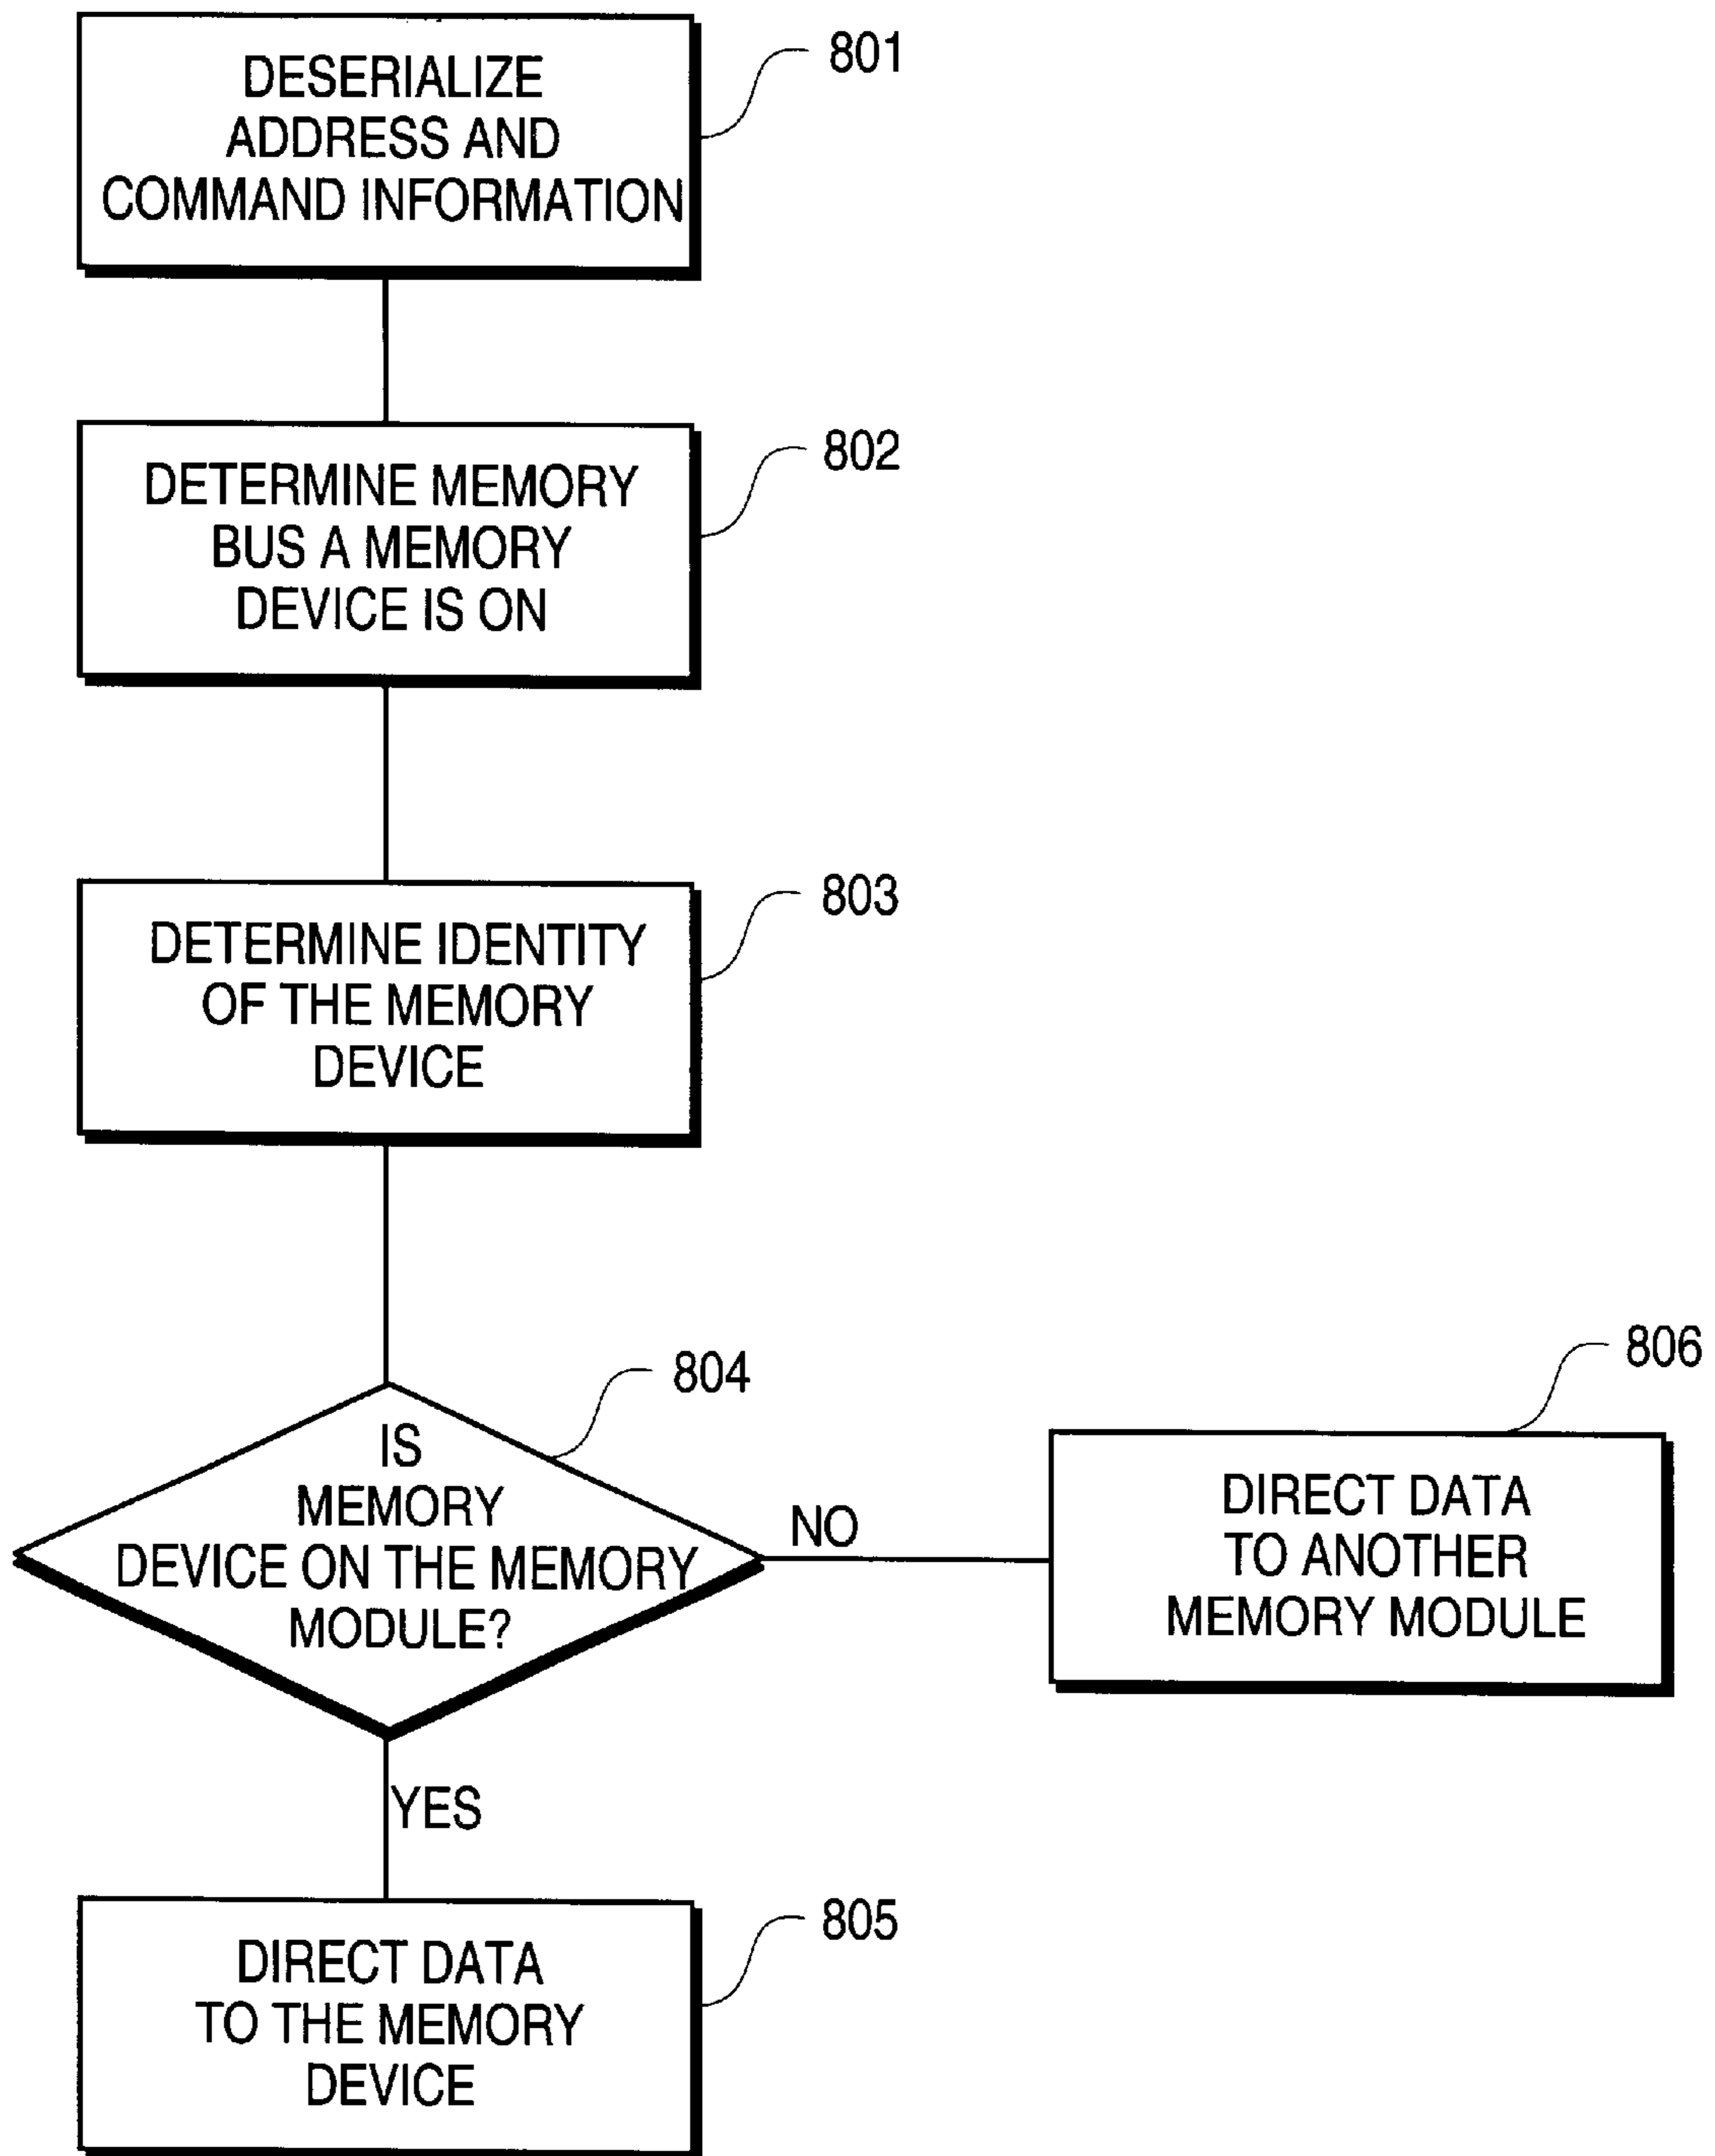 DESERIALIZE
ADDRESS AND
COMMAND INFORMATION
801
DETERMINE MEMORY
BUS A MEMORY
DEVICE IS ON
802
DETERMINE IDENTITY
OF THE MEMORY
DEVICE
803
IS
MEMORY
DEVICE ON THE MEMORY
MODULE?
804
NO
DIRECT DATA
TO ANOTHER
MEMORY MODULE
806
YES
DIRECT DATA
TO THE MEMORY
DEVICE
805